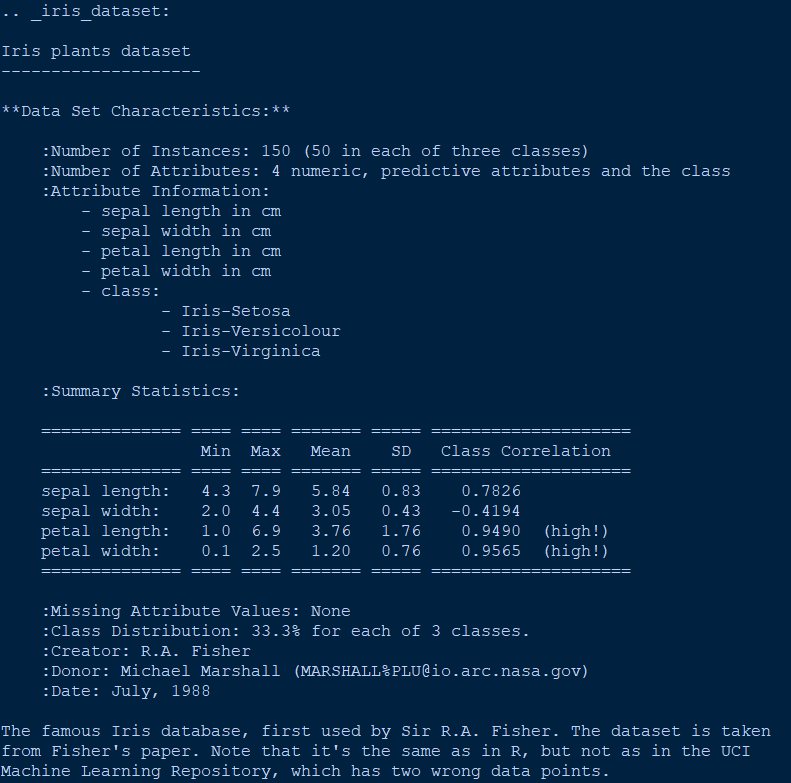 .. _iris_dataset:

Iris plants dataset
--------------------

**Data Set Characteristics:**

    :Number of Instances: 150 (50 in each of three classes)
    :Number of Attributes: 4 numeric, predictive attributes and the class
    :Attribute Information:
        - sepal length in cm
        - sepal width in cm
        - petal length in cm
        - petal width in cm
        - class:
                - Iris-Setosa
                - Iris-Versicolour
                - Iris-Virginica

    :Summary Statistics:

    ============== ==== ==== ======= ===== ====================
                    Min  Max   Mean    SD   Class Correlation
    ============== ==== ==== ======= ===== ====================
    sepal length:   4.3  7.9   5.84   0.83    0.7826
    sepal width:    2.0  4.4   3.05   0.43   -0.4194
    petal length:   1.0  6.9   3.76   1.76    0.9490  (high!)
    petal width:    0.1  2.5   1.20   0.76    0.9565  (high!)
    ============== ==== ==== ======= ===== ====================

    :Missing Attribute Values: None
    :Class Distribution: 33.3% for each of 3 classes.
    :Creator: R.A. Fisher
    :Donor: Michael Marshall (MARSHALL%PLU@io.arc.nasa.gov)
    :Date: July, 1988

The famous Iris database, first used by Sir R.A. Fisher. The dataset is taken
from Fisher's paper. Note that it's the same as in R, but not as in the UCI
Machine Learning Repository, which has two wrong data points.